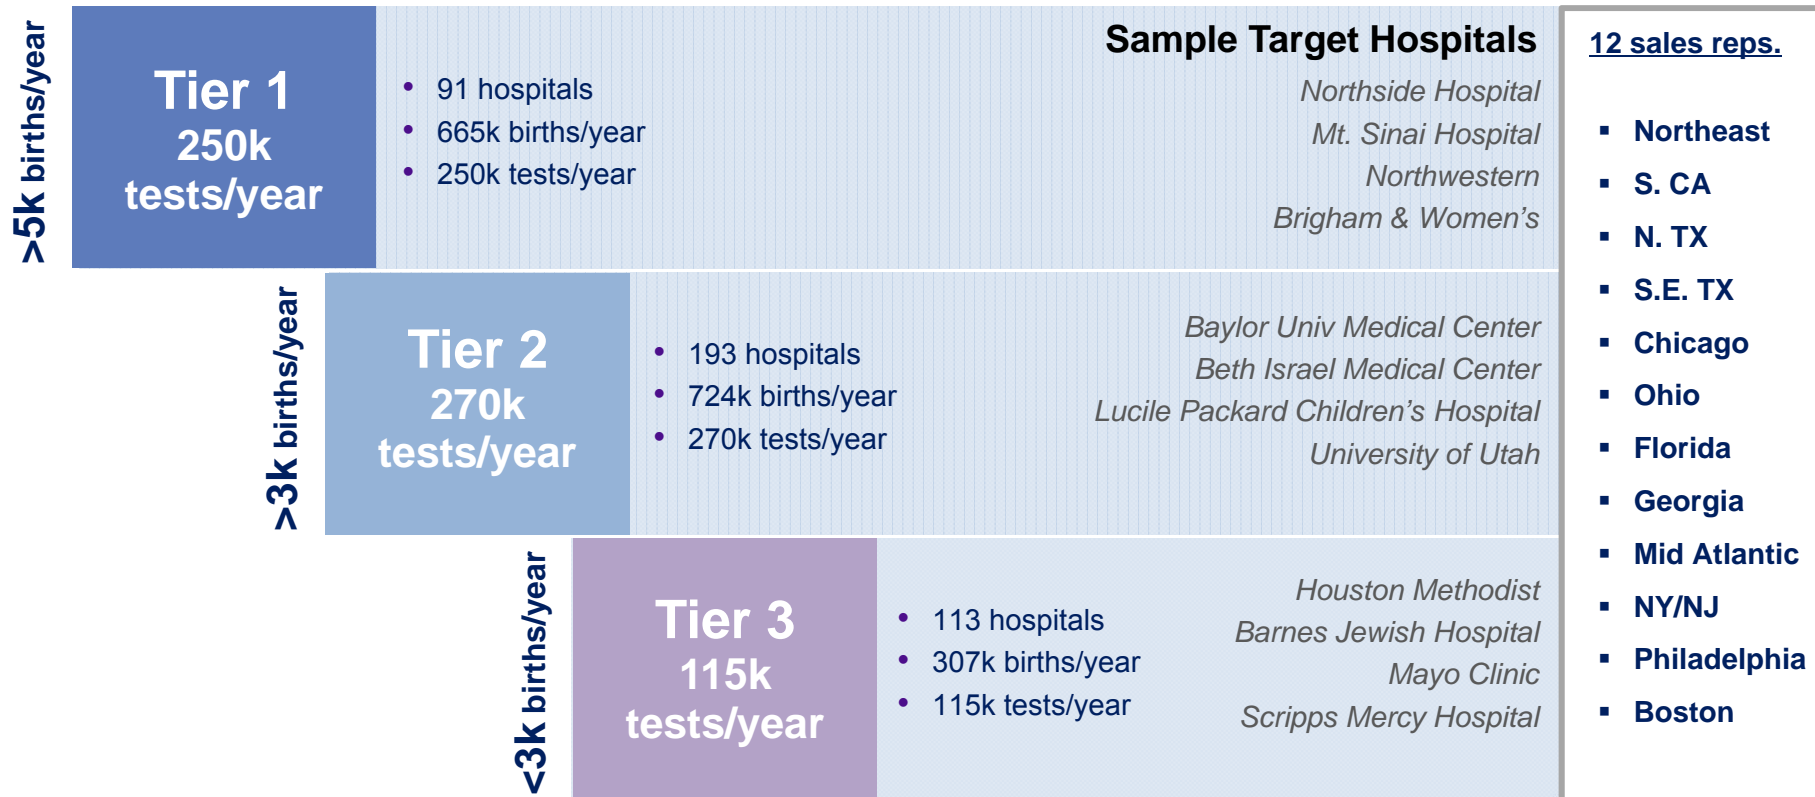 >5k births/year
Tier 1
250k
tests/year
• 91 hospitals
• 665k births/year
• 250k tests/year
Sample Target Hospitals
Northside Hospital
Mt. Sinai Hospital
Northwestern
Brigham & Women’s
>3k births/year
Tier 2
270k
tests/year
• 193 hospitals
• 724k births/year
• 270k tests/year
Baylor Univ Medical Center
Beth Israel Medical Center
Lucile Packard Children’s Hospital
University of Utah
<3k births/year
Tier 3
115k
tests/year
• 113 hospitals
• 307k births/year
• 115k tests/year
Houston Methodist
Barnes Jewish Hospital
Mayo Clinic
Scripps Mercy Hospital
12 sales reps.
▪ Northeast
▪ S. CA
▪ N. TX
▪ S.E. TX
▪ Chicago
▪ Ohio
▪ Florida
▪ Georgia
▪ Mid Atlantic
▪ NY/NJ
▪ Philadelphia
▪ Boston